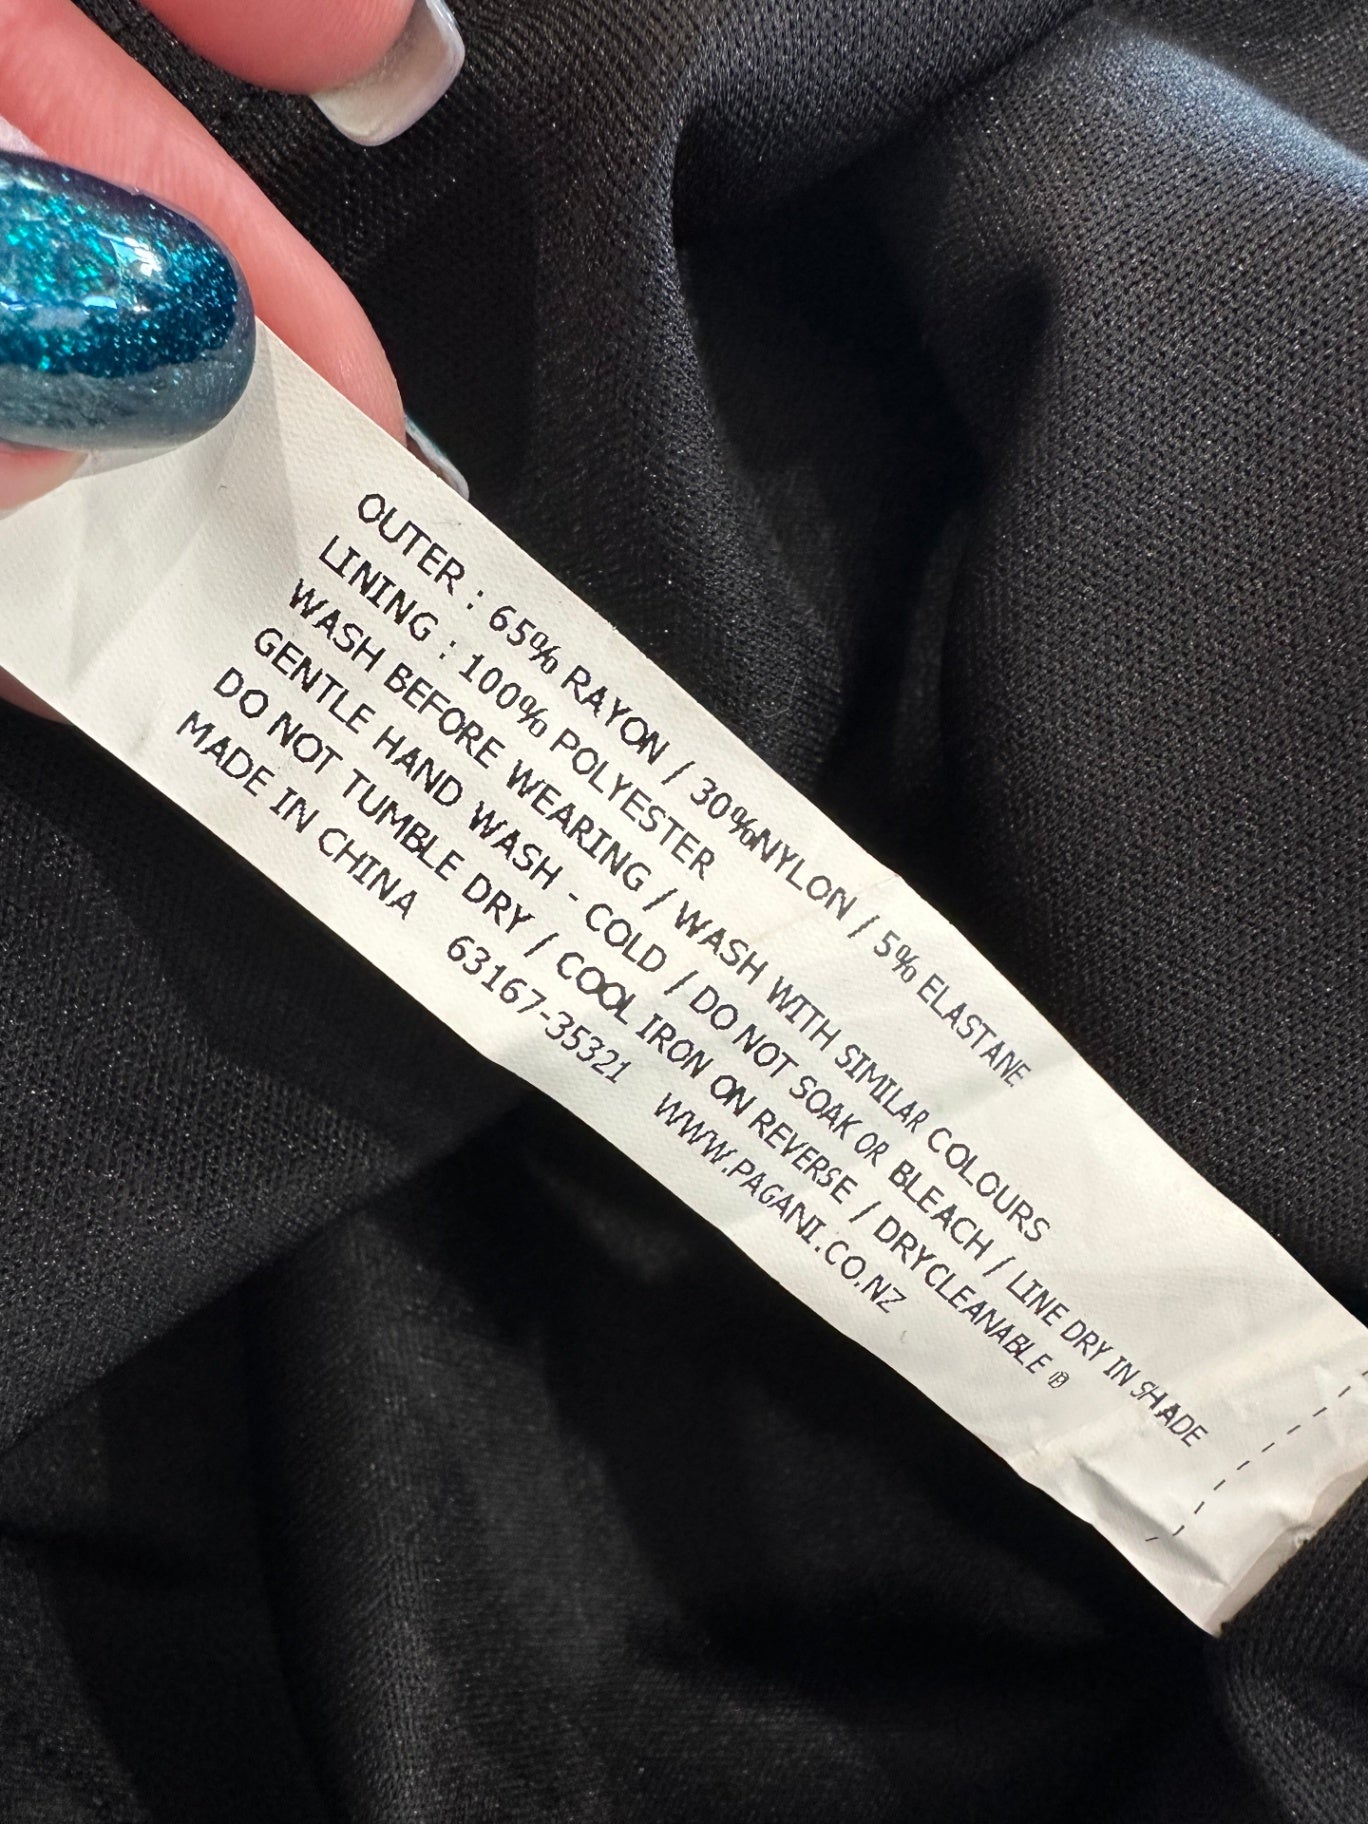 OUTER : 65% RAYON / 30%NYLON / 5% ELASTANE
LINING : 100% POLYESTER
WASH BEFORE WEARING / WASH WITH SIMILAR COLOURS
GENTLE HAND WASH - COLD / DO NOT SOAK OR BLEACH / LINE DRY IN SHADE
DO NOT TUMBLE DRY / COOL IRON ON REVERSE / DRYCLEANABLE ®
MADE IN CHINA 63167-35321 WWW.PAGANI.CO.NZ